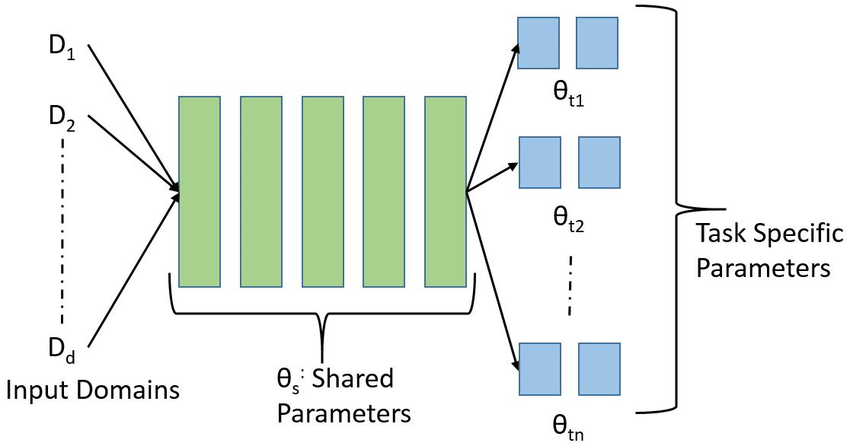 D1
D2
Dd
Input Domains
θs: Shared
Parameters
θt1
θt2
θtn
Task Specific
Parameters